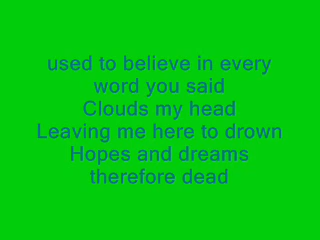 used to believe in every
word you said
Clouds my head
Leaving me here to drown
Hopes and dreams
therefore dead